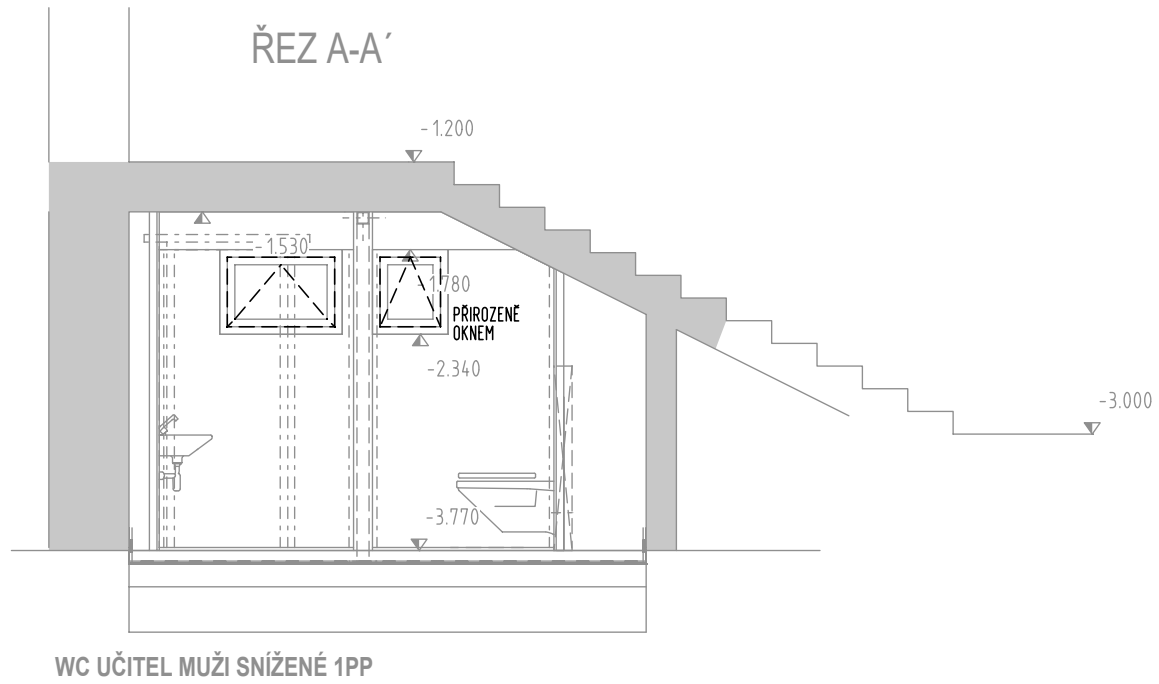 ŘEZ A-A´
-1.200
-1.530
-1.780
PŘIROZENĚ
OKNEM
-2.340
-3.000
-3.770
WC UČITEL MUŽI SNÍŽENÉ 1PP